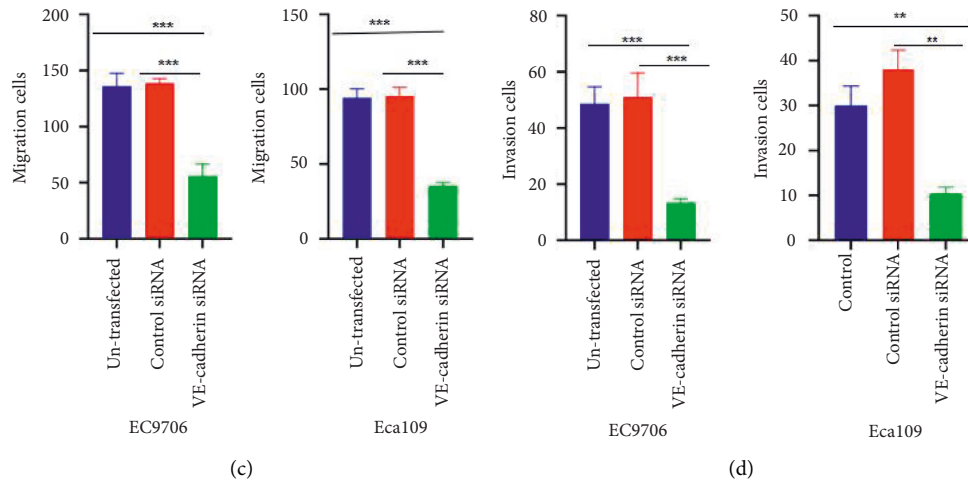 200
150
100
50
0
Migration cells
***
***
Un-transfected
Control siRNA
VE-cadherin siRNA
EC9706
150
100
50
0
Migration cells
***
***
Un-transfected
Control siRNA
VE-cadherin siRNA
Eca109
(c)
80
60
40
20
0
Invasion cells
***
***
Un-transfected
Control siRNA
VE-cadherin siRNA
EC9706
50
40
30
20
10
0
Invasion cells
**
**
Control
Control siRNA
VE-cadherin siRNA
Eca109
(d)